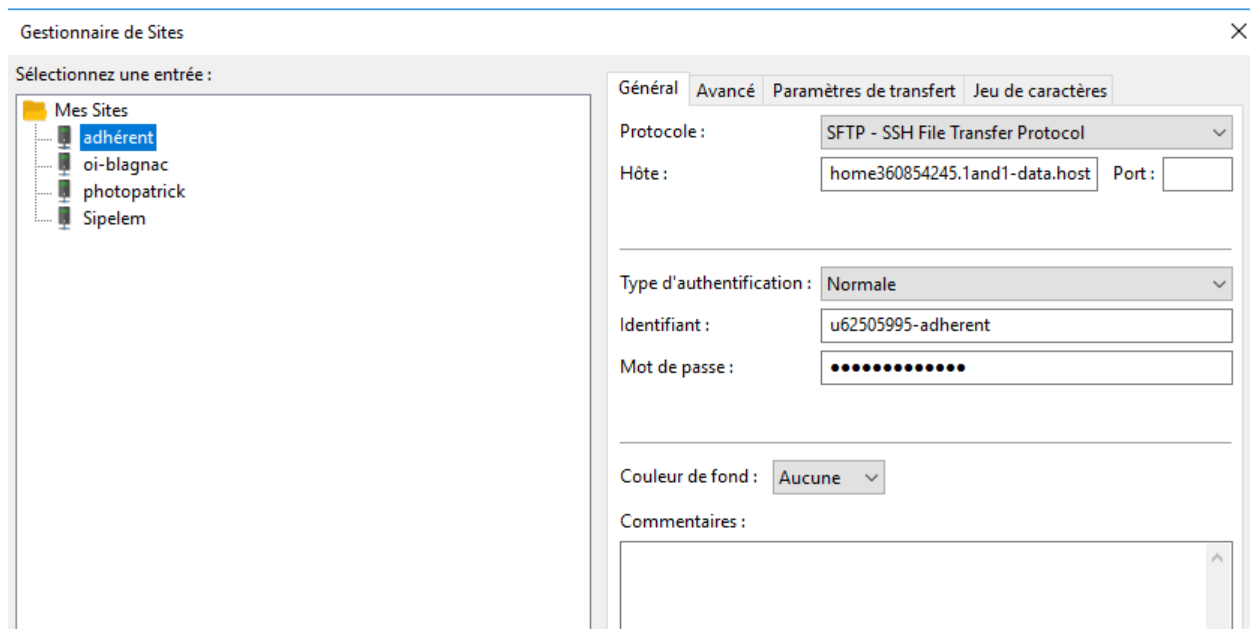 Gestionnaire de Sites
Sélectionnez une entrée :
Mes Sites
adhérent
oi-blagnac
photopatrick
Sipelem
Général Avancé Paramètres de transfert Jeu de caractères
Protocole : SFTP - SSH File Transfer Protocol
Hôte : home360854245.1and1-data.host Port :
Type d'authentification : Normale
Identifiant : u62505995-adherent
Mot de passe : •••••••••••••
Couleur de fond : Aucune
Commentaires :